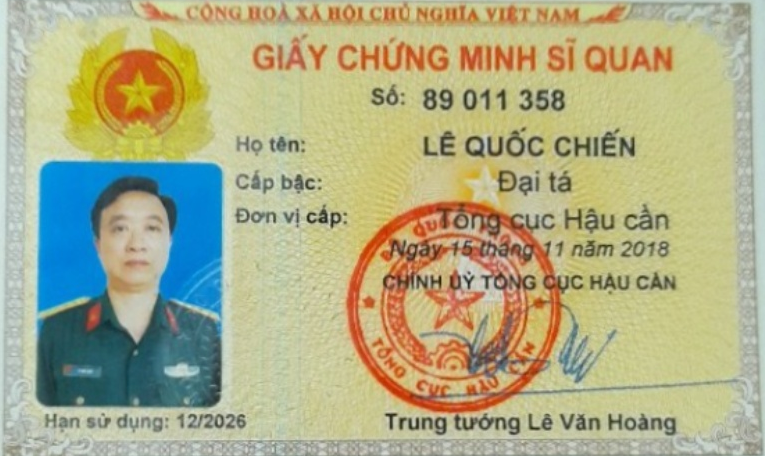 CỘNG HOÀ XÃ HỘI CHỦ NGHĨA VIỆT NAM
GIẤY CHỨNG MINH SĨ QUAN
Số: 89 011 358
Họ tên: LÊ QUỐC CHIẾN
Cấp bậc: Đại tá
Đơn vị cấp: Tổng cục Hậu cần
Ngày 15 tháng 11 năm 2018
CHÍNH UỶ TỔNG CỤC HẬU CẦN
TỔNG CỤC HẬU CẦN
Hạn sử dụng: 12/2026
Trung tướng Lê Văn Hoàng